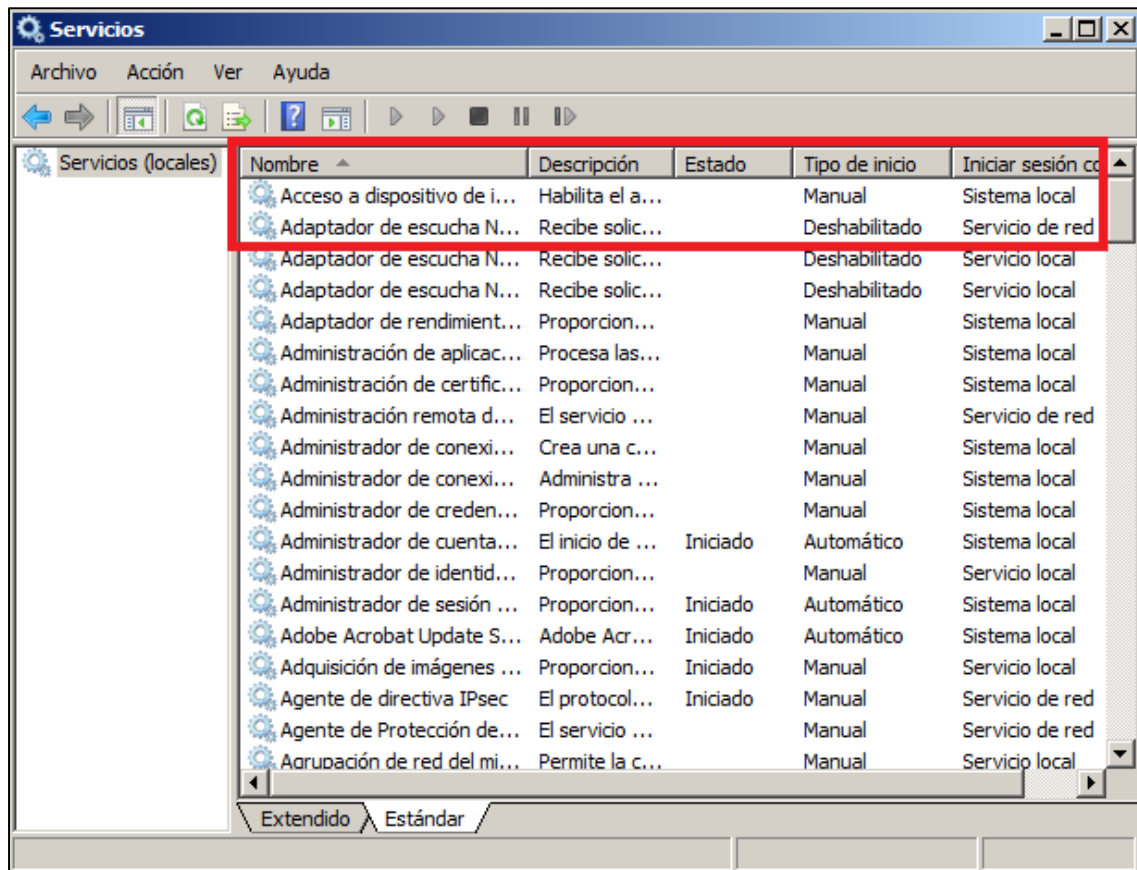 Servicios
Archivo Acción Ver Ayuda
Servicios (locales)
Nombre Descripción Estado Tipo de inicio Iniciar sesión co
Acceso a dispositivo de i... Habilita el a... Manual Sistema local
Adaptador de escucha N... Recibe solic... Deshabilitado Servicio de red
Adaptador de escucha N... Recibe solic... Deshabilitado Servicio local
Adaptador de escucha N... Recibe solic... Deshabilitado Servicio local
Adaptador de rendimient... Proporcion... Manual Sistema local
Administración de aplicac... Procesa las... Manual Sistema local
Administración de certific... Proporcion... Manual Sistema local
Administración remota d... El servicio ... Manual Servicio de red
Administrador de conexi... Crea una c... Manual Sistema local
Administrador de conexi... Administra ... Manual Sistema local
Administrador de creden... Proporcion... Manual Sistema local
Administrador de cuenta... El inicio de ... Iniciado Automático Sistema local
Administrador de identid... Proporcion... Manual Servicio local
Administrador de sesión ... Proporcion... Iniciado Automático Sistema local
Adobe Acrobat Update S... Adobe Acr... Iniciado Automático Sistema local
Adquisición de imágenes ... Proporcion... Iniciado Manual Servicio local
Agente de directiva IPsec El protocol... Iniciado Manual Servicio de red
Agente de Protección de... El servicio ... Manual Servicio de red
Agrupación de red del mi... Permite la c... Manual Servicio local
Extendido Estándar